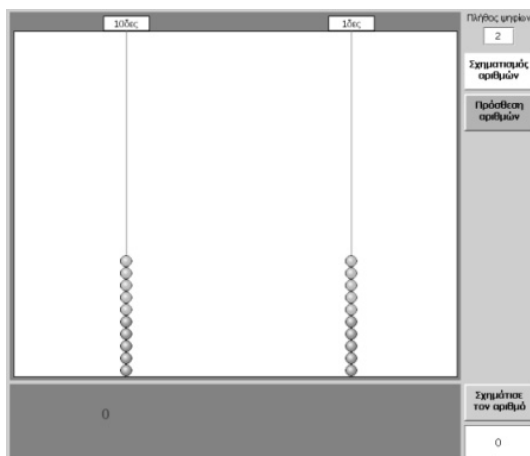 10δες
1δες
Πλήθος ψηφίων
2
Σχηματισμός
αριθμών
Πρόσθεση
αριθμών
0
Σχημάτισε
τον αριθμό
0